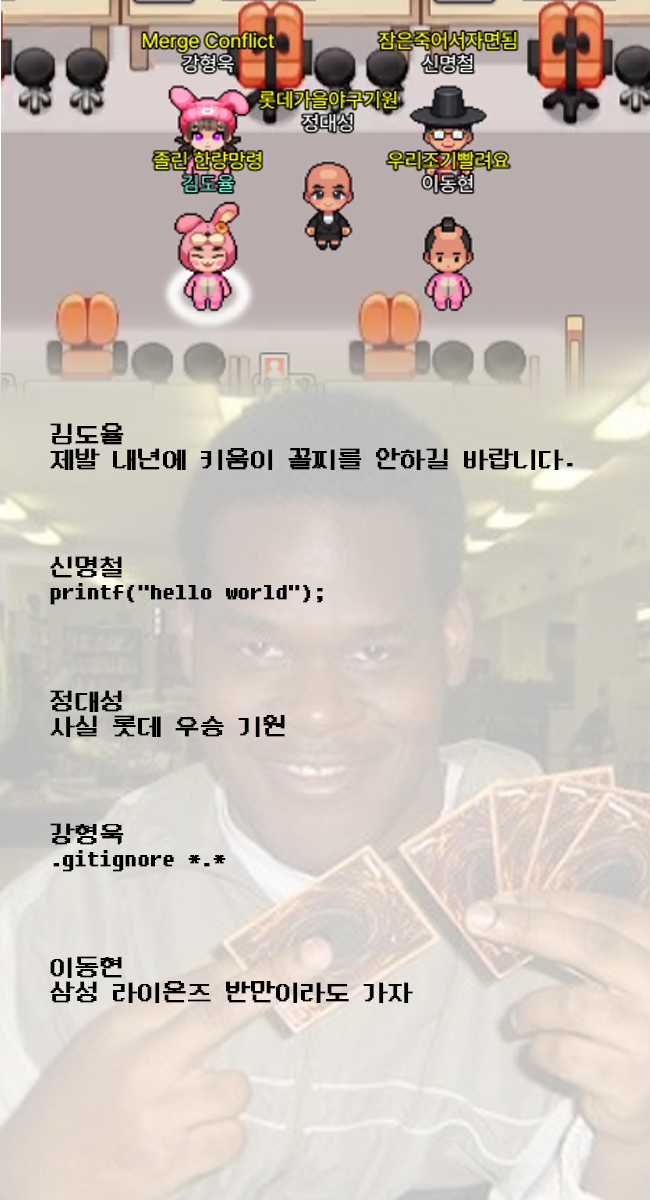 Merge Conflict
강형욱
잠은죽어서자면됨
신명철
롯데가을야구기원
정대성
졸린 한량망령
김도율
우리조기빨려요
이동현
김도율
제발 내년에 키움이 꼴찌를 안하길 바랍니다.
신명철
printf("hello world");
정대성
사실 롯데 우승 기원
강형욱
.gitignore *.*
이동현
삼성 라이온즈 반만이라도 가자